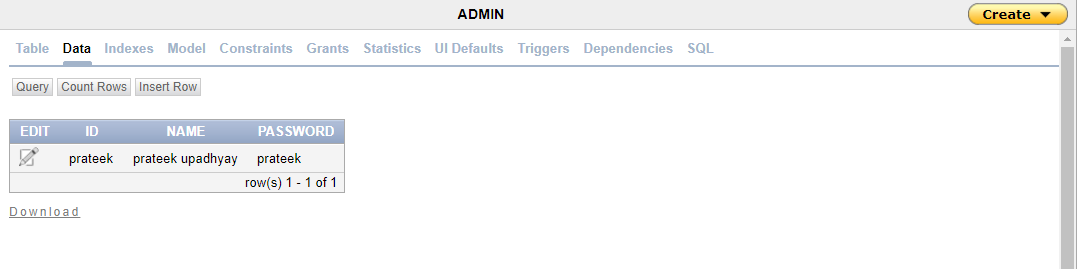 ADMIN
Create
Table Data Indexes Model Constraints Grants Statistics UI Defaults Triggers Dependencies SQL
Query Count Rows Insert Row
EDIT ID NAME PASSWORD
prateek prateek upadhyay prateek
row(s) 1 - 1 of 1
Download